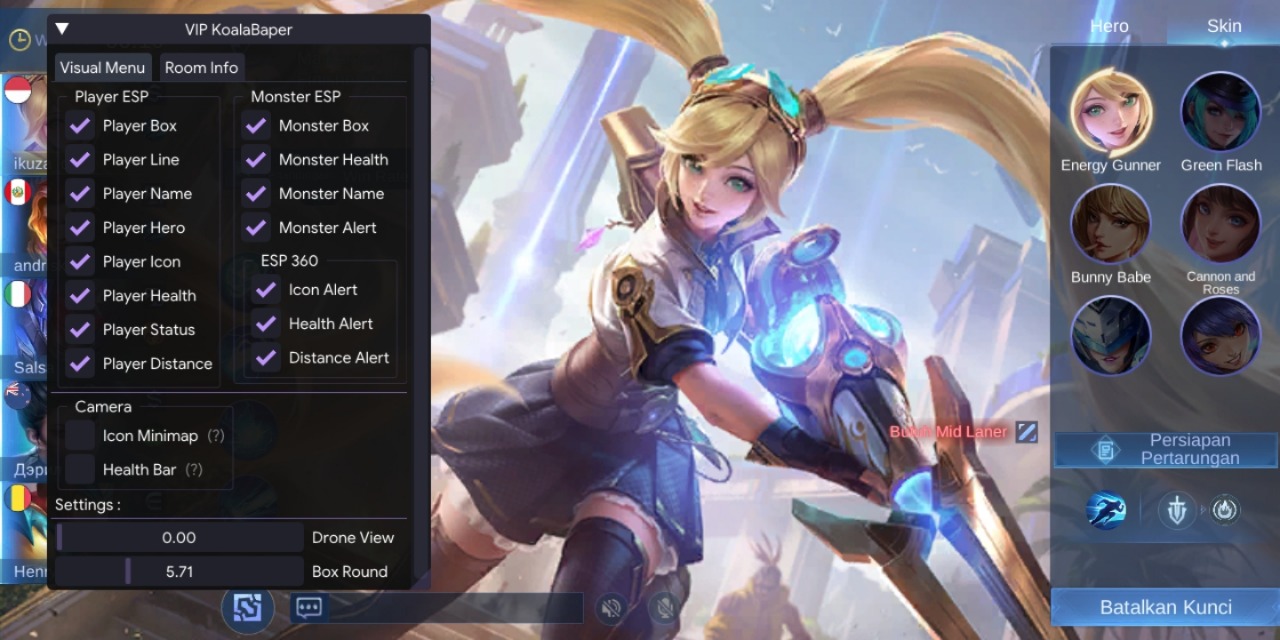 VIP KoalaBaper
Visual Menu
Room Info
Player ESP
Player Box
Player Line
Player Name
Player Hero
Player Icon
Player Health
Player Status
Player Distance
Monster ESP
Monster Box
Monster Health
Monster Name
Monster Alert
ESP 360
Icon Alert
Health Alert
Distance Alert
Camera
Icon Minimap (?)
Health Bar (?)
Settings :
0.00 Drone View
5.71 Box Round
ikuza
andr
Sals
Дэри
Henr
Mid Laner
Hero
Skin
Energy Gunner
Green Flash
Bunny Babe
Cannon and
Roses
Persiapan
Pertarungan
Batalkan Kunci